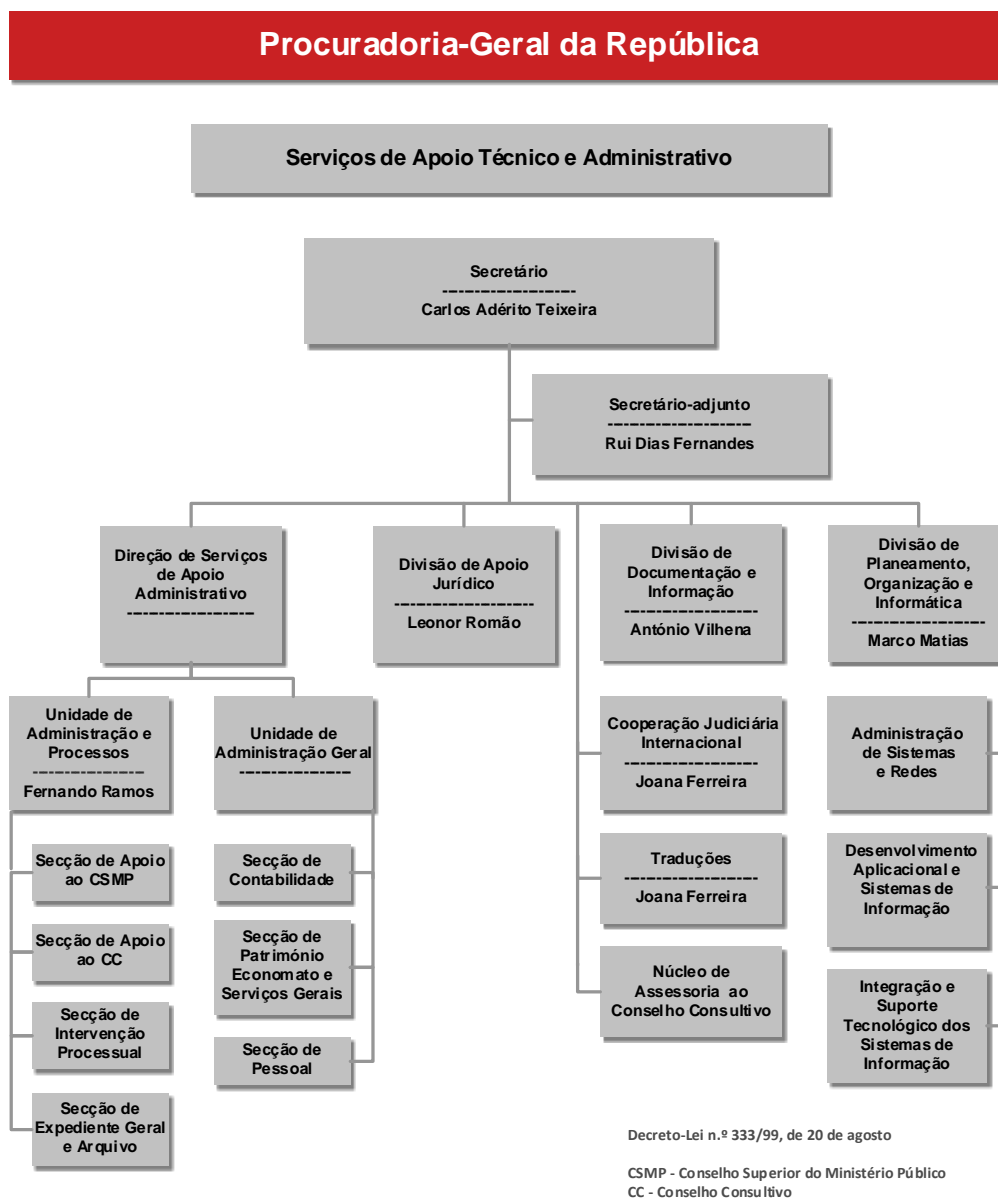 Procuradoria-Geral da República
Serviços de Apoio Técnico e Administrativo
Secretário
--------------------------
Carlos Adérito Teixeira
Secretário-adjunto
----------------------------
Rui Dias Fernandes
Direção de Serviços
de Apoio
Administrativo
------------------------
Divisão de Apoio
Jurídico
--------------------------
Leonor Romão
Divisão de
Documentação e
Informação
-------------------------
António Vilhena
Divisão de
Planeamento,
Organização e
Informática
-------------------------
Marco Matias
Unidade de
Administração e
Processos
--------------------
Fernando Ramos
Unidade de
Administração Geral
--------------------
Cooperação Judiciária
Internacional
-------------------------
Joana Ferreira
Administração
de Sistemas
e Redes
Secção de Apoio
ao CSMP
Secção de
Contabilidade
Traduções
-------------------------
Joana Ferreira
Desenvolvimento
Aplicacional e
Sistemas de
Informação
Secção de Apoio
ao CC
Secção de
Património
Economato e
Serviços Gerais
Núcleo de
Assessoria ao
Conselho Consultivo
Integração e
Suporte
Tecnológico dos
Sistemas de
Informação
Secção de
Intervenção
Processual
Secção de
Pessoal
Secção de
Expediente Geral
e Arquivo
Decreto-Lei n.º 333/99, de 20 de agosto
CSMP - Conselho Superior do Ministério Público
CC - Conselho Consultivo